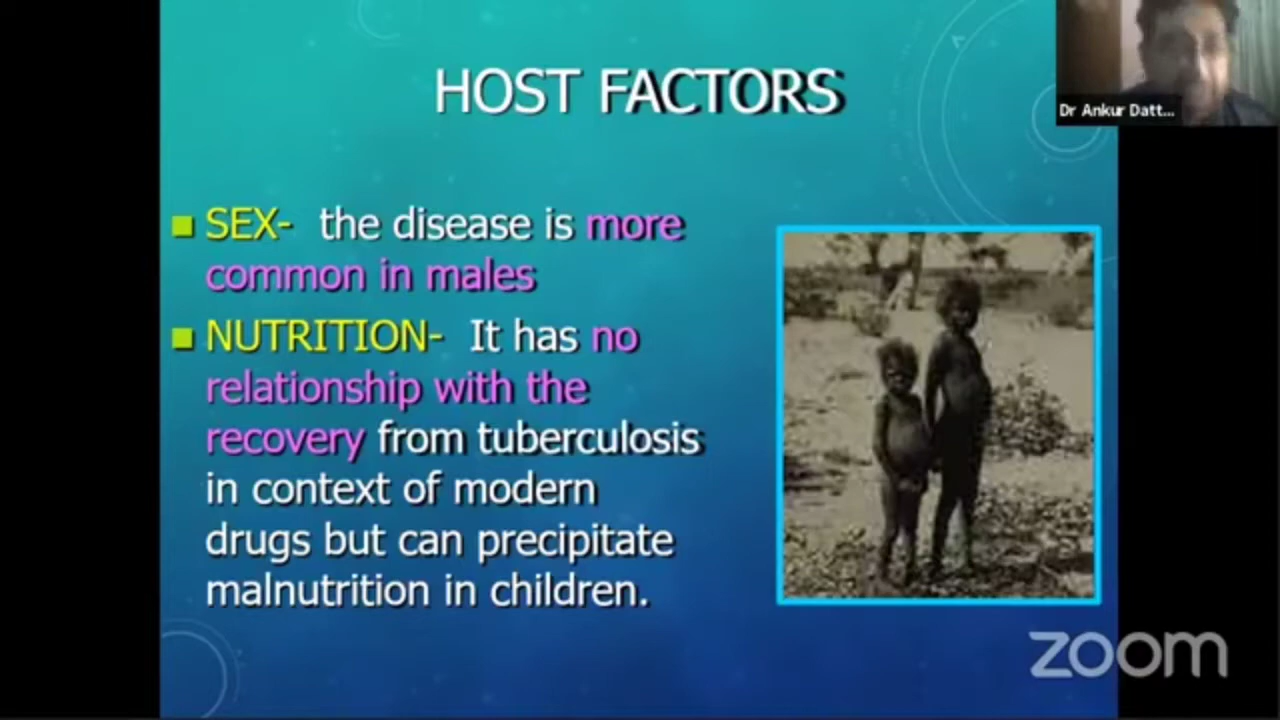 HOST FACTORS
Dr Ankur Datt...
SEX- the disease is more
common in males
NUTRITION- It has no
relationship with the
recovery from tuberculosis
in context of modern
drugs but can precipitate
malnutrition in children.
zoom